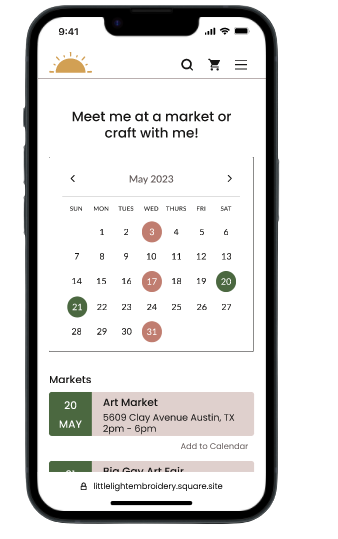 9:41
Meet me at a market or
craft with me!
May 2023
SUN MON TUES WED THURS FRI SAT
1 2 3 4 5 6
7 8 9 10 11 12 13
14 15 16 17 18 19 20
21 22 23 24 25 26 27
28 29 30 31
Markets
20 MAY
Art Market
5609 Clay Avenue Austin, TX
2pm - 6pm
Add to Calendar
Big Gay Art Fair
littlelightembroidery.square.site